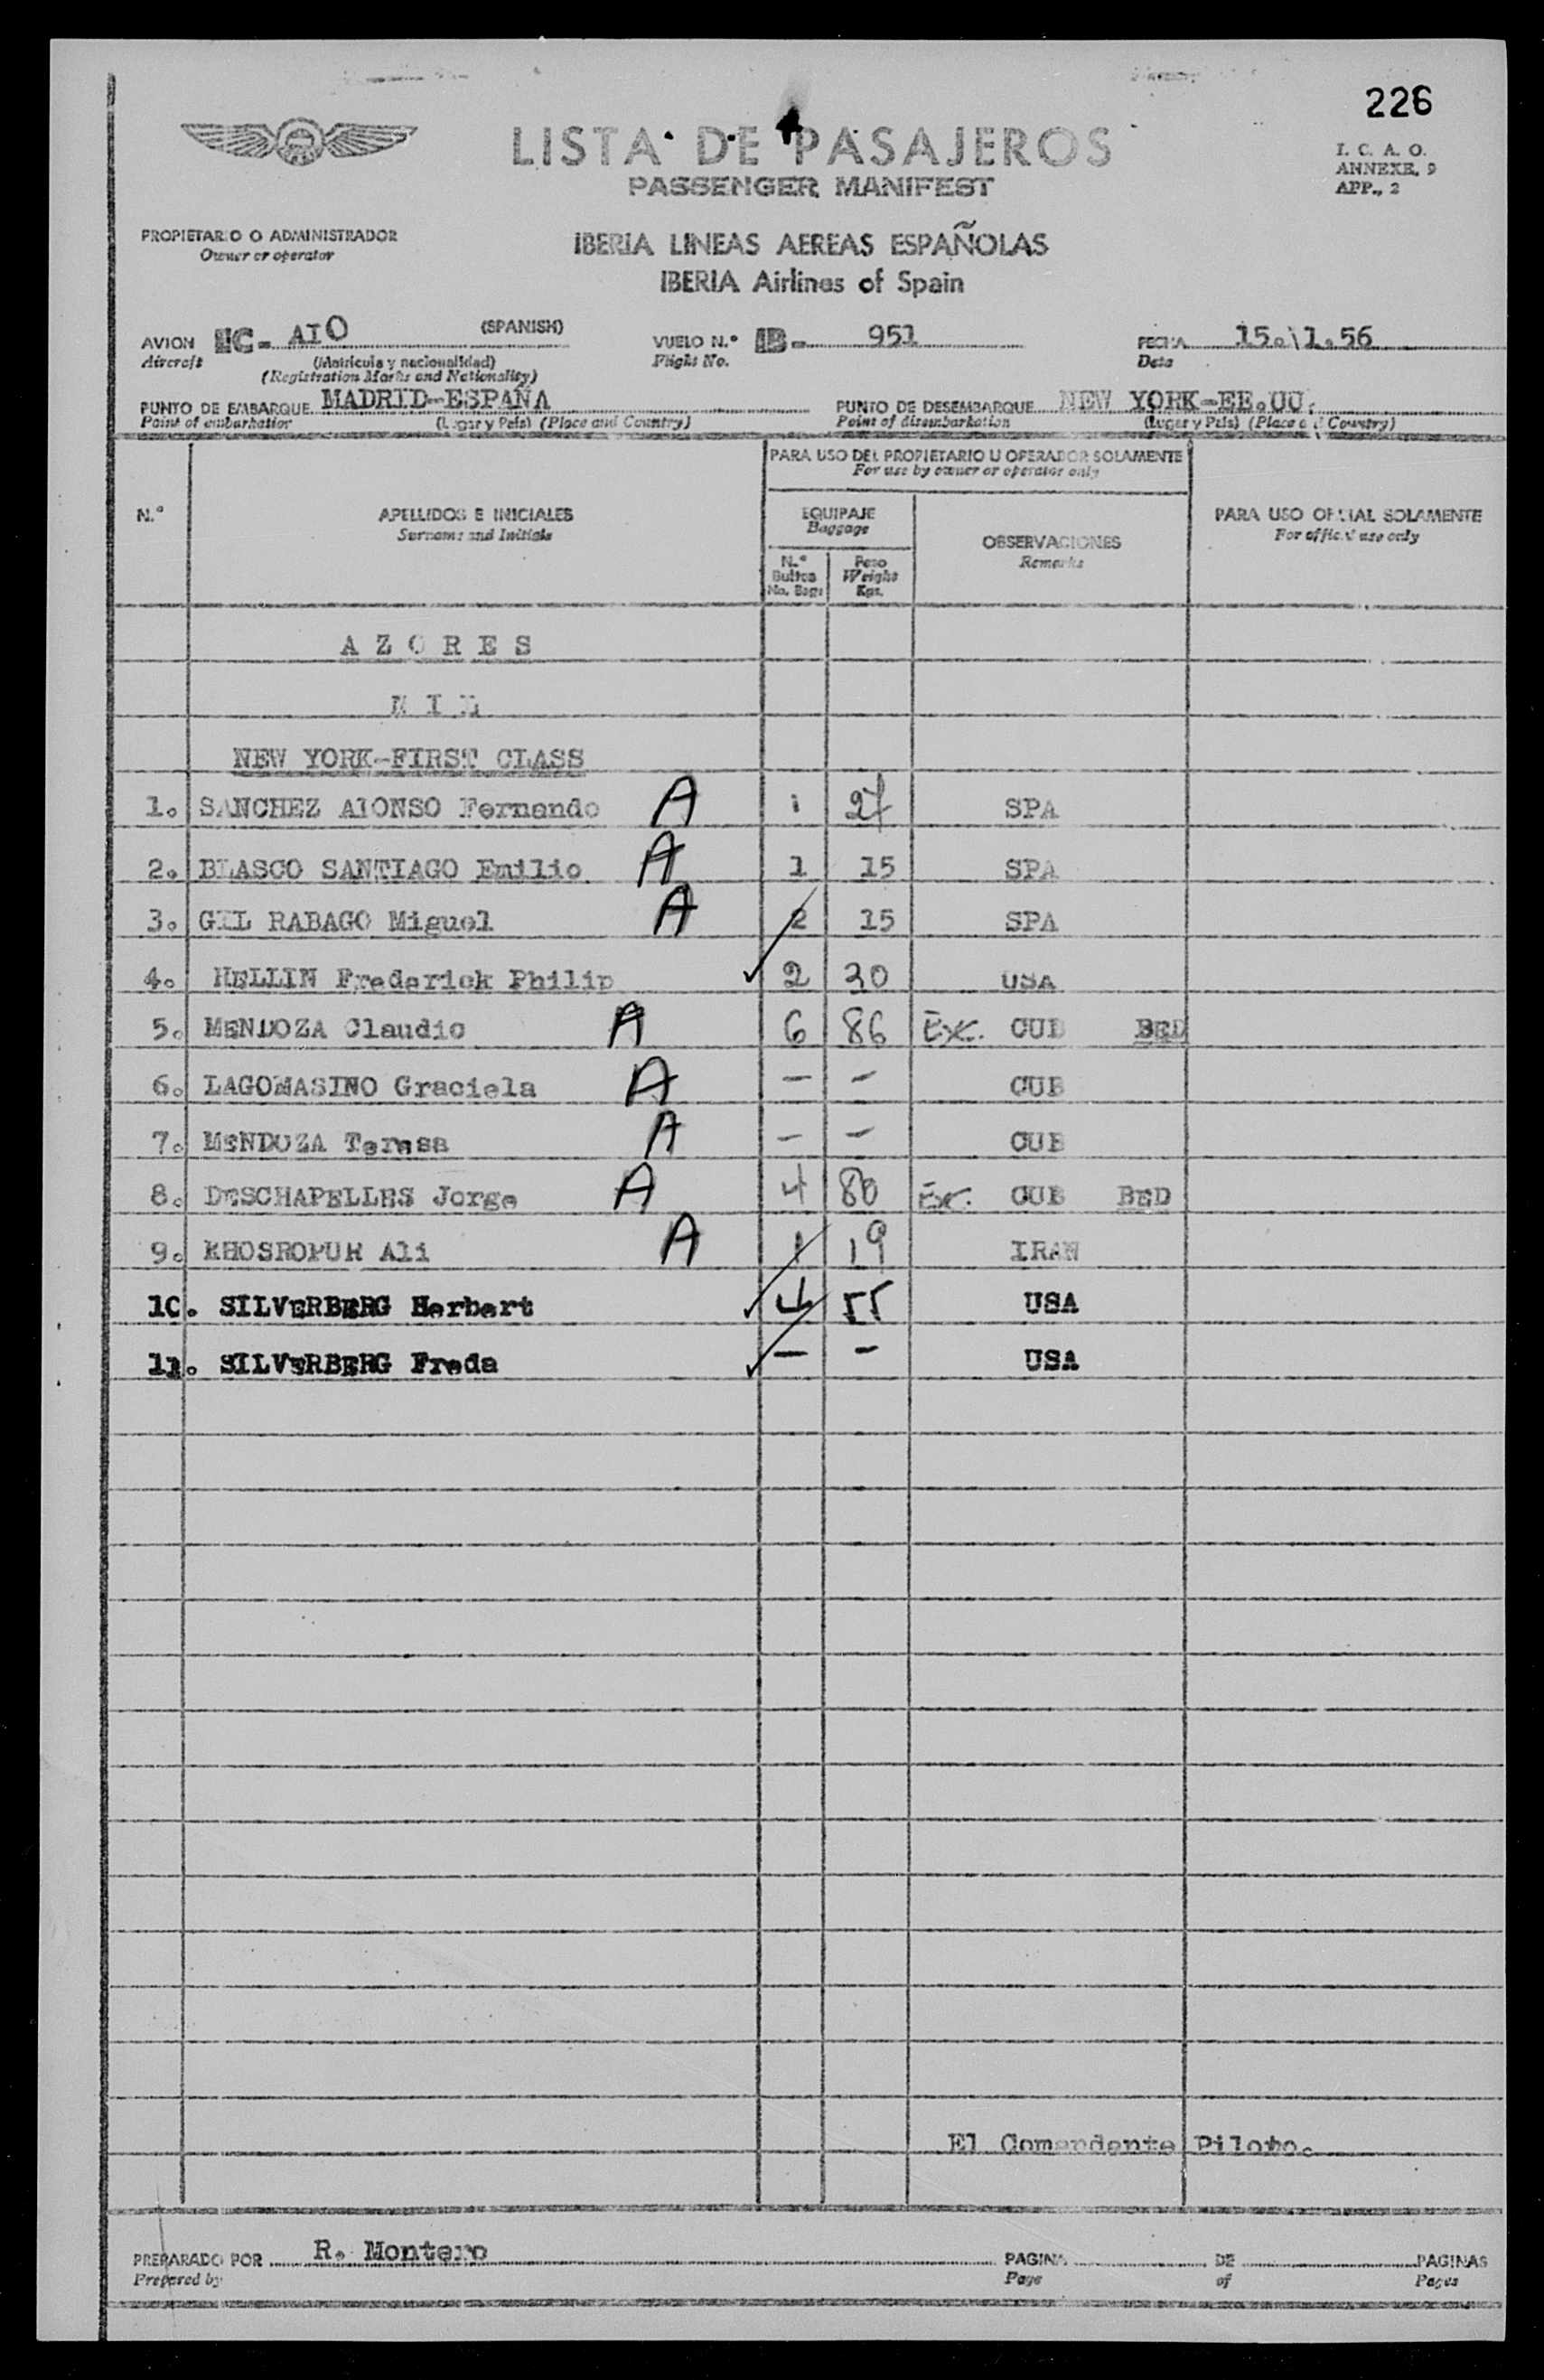 226
LISTA DE PASAJEROS
PASSENGER MANIFEST
I. C. A. O.
ANNEXE, 9
APP., 2
PROPIETARIO O ADMINISTRADOR
Owner or operator
IBERIA LINEAS AEREAS ESPAÑOLAS
IBERIA Airlines of Spain
AVION EC- AIO (SPANISH)
Aircraft (Matricula y nacionalidad)
(Registration Marks and Nationality)
VUELO N.° IB- 951
Flight No.
FECHA 15.\1.56
Date
PUNTO DE EMBARQUE MADRID-ESPAÑA
Point of embarkation (Lugar y Pais) (Place and Country)
PUNTO DE DESEMBARQUE NEW YORK-EE.UU.
Point of disembarkation (Lugar y Pais) (Place and Country)
PARA USO DEL PROPIETARIO U OPERADOR SOLAMENTE
For use by owner or operator only
N.°
APELLIDOS E INICIALES
Surname and Initials
EQUIPAJE
Baggage
N.° Bultos
No. Bags
Peso
Weight
Kgs.
OBSERVACIONES
Remarks
PARA USO OFICIAL SOLAMENTE
For official use only
A Z O R E S
N I L
NEW YORK-FIRST CLASS
1. SANCHEZ ALONSO Fernando A 1 27 SPA
2. BLASCO SANTIAGO Emilio. A 1 15 SPA
3. GIL RABAGO Miguel A 2 15 SPA
4. HELLIN Frederick Philip 2 30 USA
5. MENDOZA Claudio A 6 86 Ex. CUB BED
6. LAGOMASINO Graciela A - - CUB
7. MENDOZA Teresa A - - CUB
8. DESCHAPELLES Jorge A 4 80 Ex. CUB BED
9. KHOSROPUR Ali A 1 19 IRAN
10. SILVERBERG Herbert 4 55 USA
11. SILVERBERG Freda - - USA
El Comandente Piloto.
PREPARADO POR R. Montero
Prepared by
PAGINA DE PAGINAS
Page of Pages